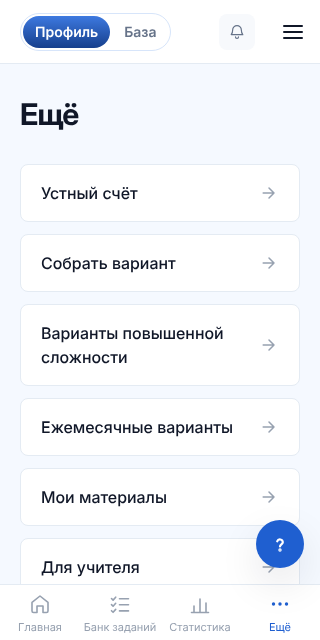 Профиль База
Ещё
Устный счёт
Собрать вариант
Варианты повышенной
сложности
Ежемесячные варианты
Мои материалы
?
Для учителя
Главная Банк заданий Статистика Ещё